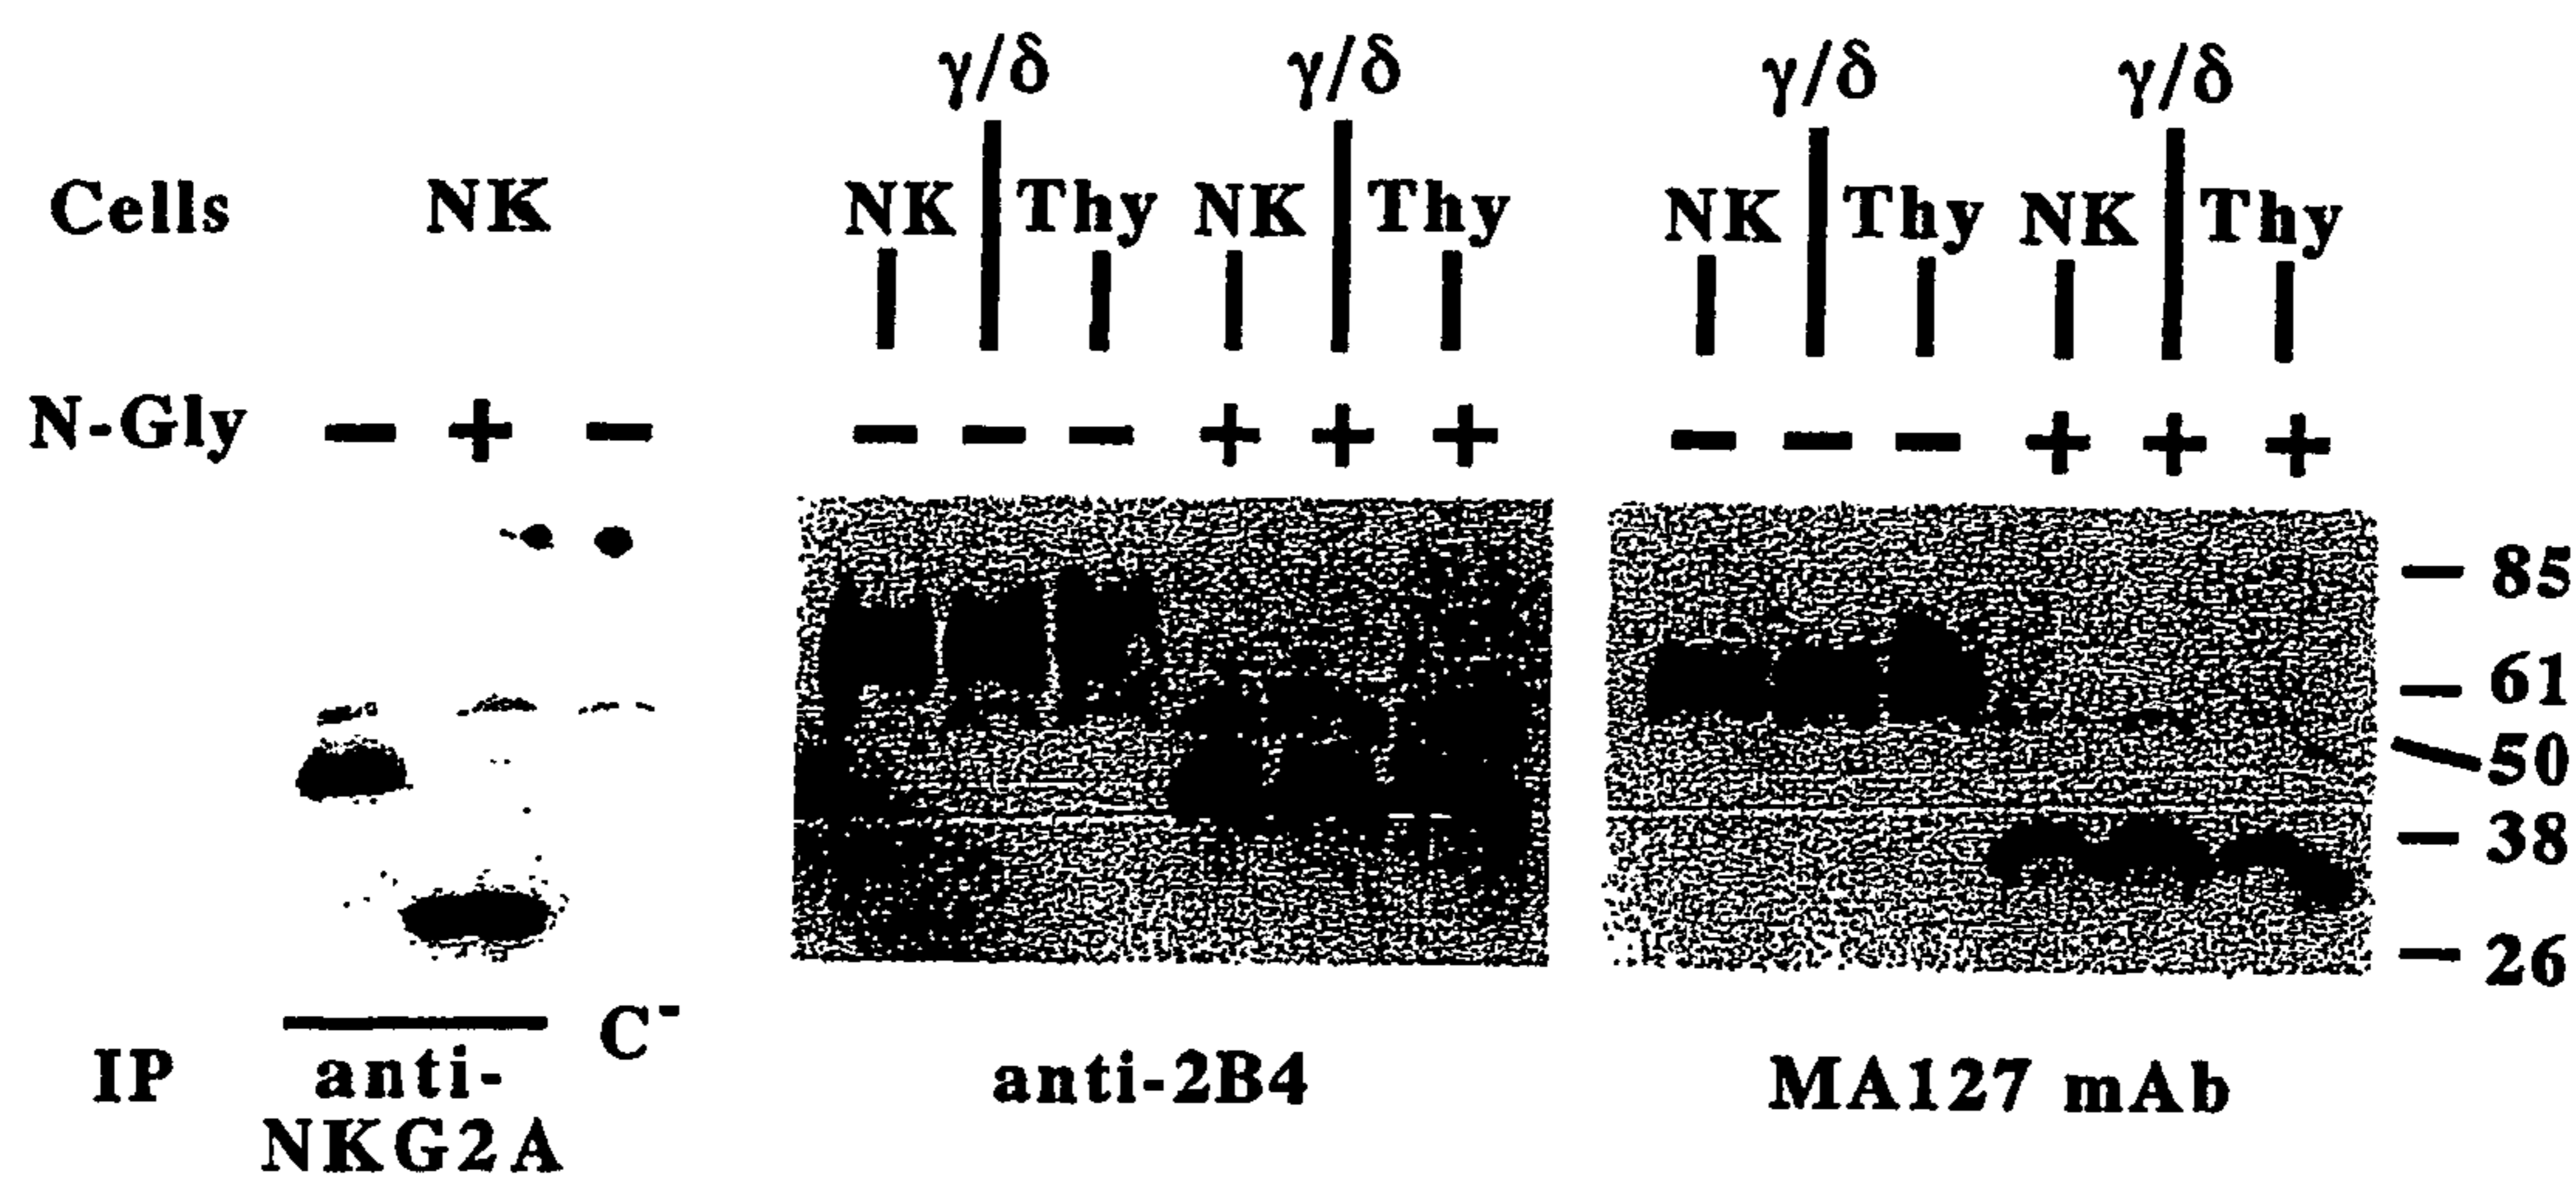 γ/δ γ/δ γ/δ γ/δ
Cells NK NK Thy NK Thy NK Thy NK Thy
N-Gly − + − − − − + + + − − − + + +
85
61
50
38
26
IP anti-NKG2A C⁻ anti-2B4 MA127 mAb